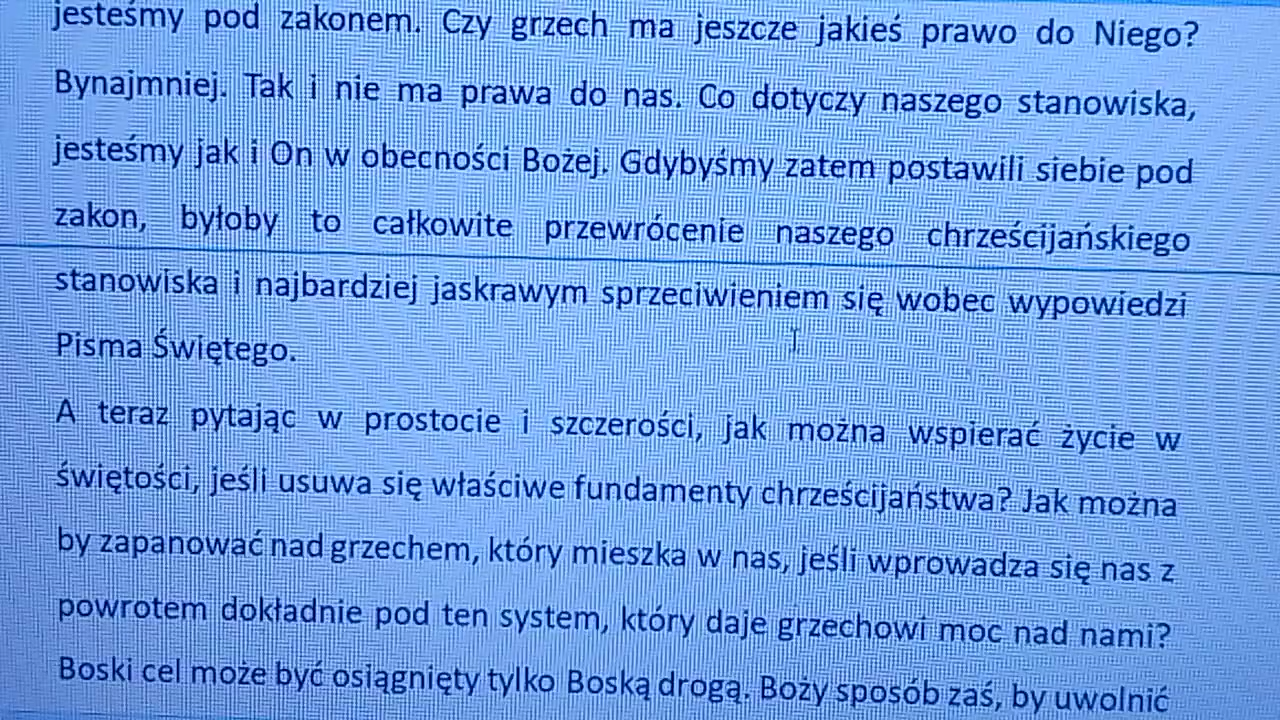 jesteśmy pod zakonem. Czy grzech ma jeszcze jakieś prawo do Niego?
Bynajmniej. Tak i nie ma prawa do nas. Co dotyczy naszego stanowiska,
jesteśmy jak i On w obecności Bożej. Gdybyśmy zatem postawili siebie pod
zakon, byłoby to całkowite przewrócenie naszego chrześcijańskiego
stanowiska i najbardziej jaskrawym sprzeciwieniem się wobec wypowiedzi
Pisma Świętego.
A teraz pytając w prostocie i szczerości, jak można wspierać życie w
świętości, jeśli usuwa się właściwe fundamenty chrześcijaństwa? Jak można
by zapanować nad grzechem, który mieszka w nas, jeśli wprowadza się nas z
powrotem dokładnie pod ten system, który daje grzechowi moc nad nami?
Boski cel może być osiągnięty tylko Boską drogą. Boży sposób zaś, by uwolnić